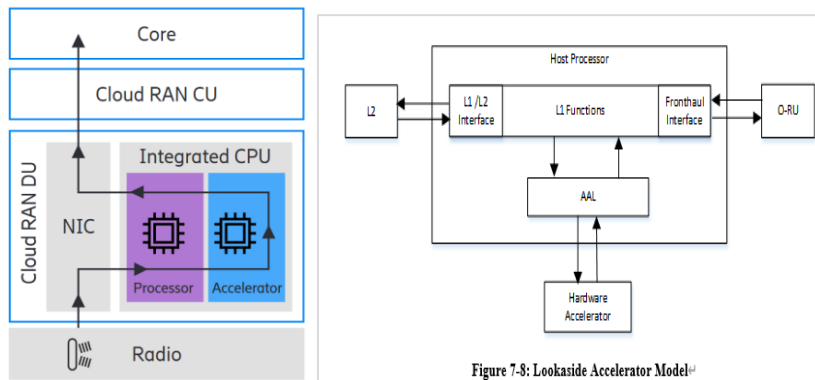 Core
Cloud RAN CU
Cloud RAN DU
NIC
Integrated CPU
Processor
Accelerator
Radio
Host Processor
L2
L1 /L2
Interface
L1 Functions
Fronthaul
Interface
O-RU
AAL
Hardware
Accelerator
Figure 7-8: Lookaside Accelerator Model↵